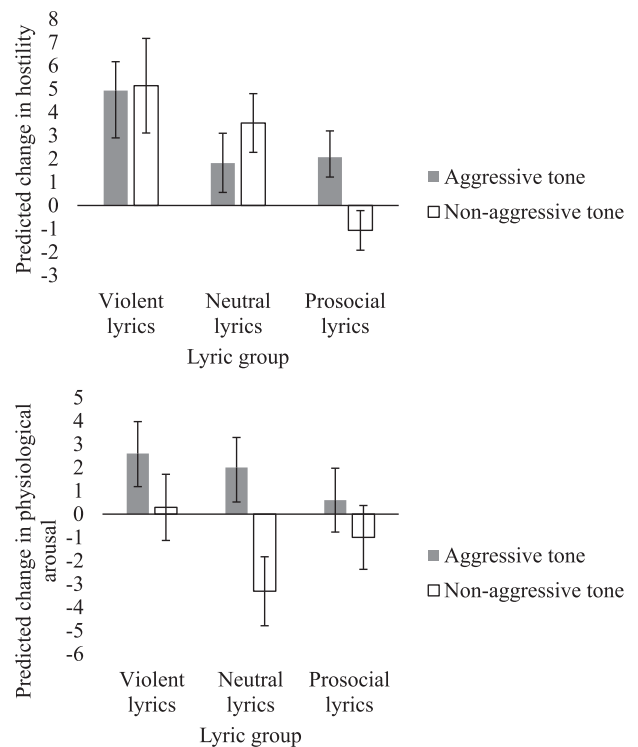 Predicted change in hostility
8
7
6
5
4
3
2
1
0
-1
-2
-3
Violent lyrics
Neutral lyrics
Prosocial lyrics
Lyric group
Aggressive tone
Non-aggressive tone
Predicted change in physiological
arousal
5
4
3
2
1
0
-1
-2
-3
-4
-5
-6
Violent lyrics
Neutral lyrics
Prosocial lyrics
Lyric group
Aggressive tone
Non-aggressive tone